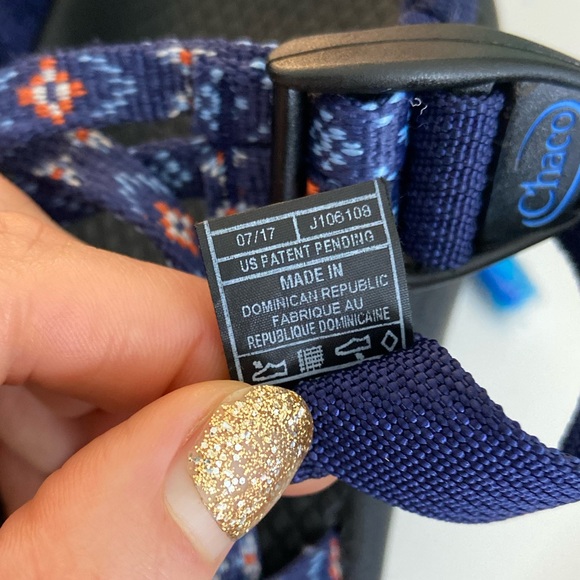 07/17 J106108
US PATENT PENDING
MADE IN
DOMINICAN REPUBLIC
FABRIQUE AU
REPUBLIQUE DOMINICAINE
Chaco